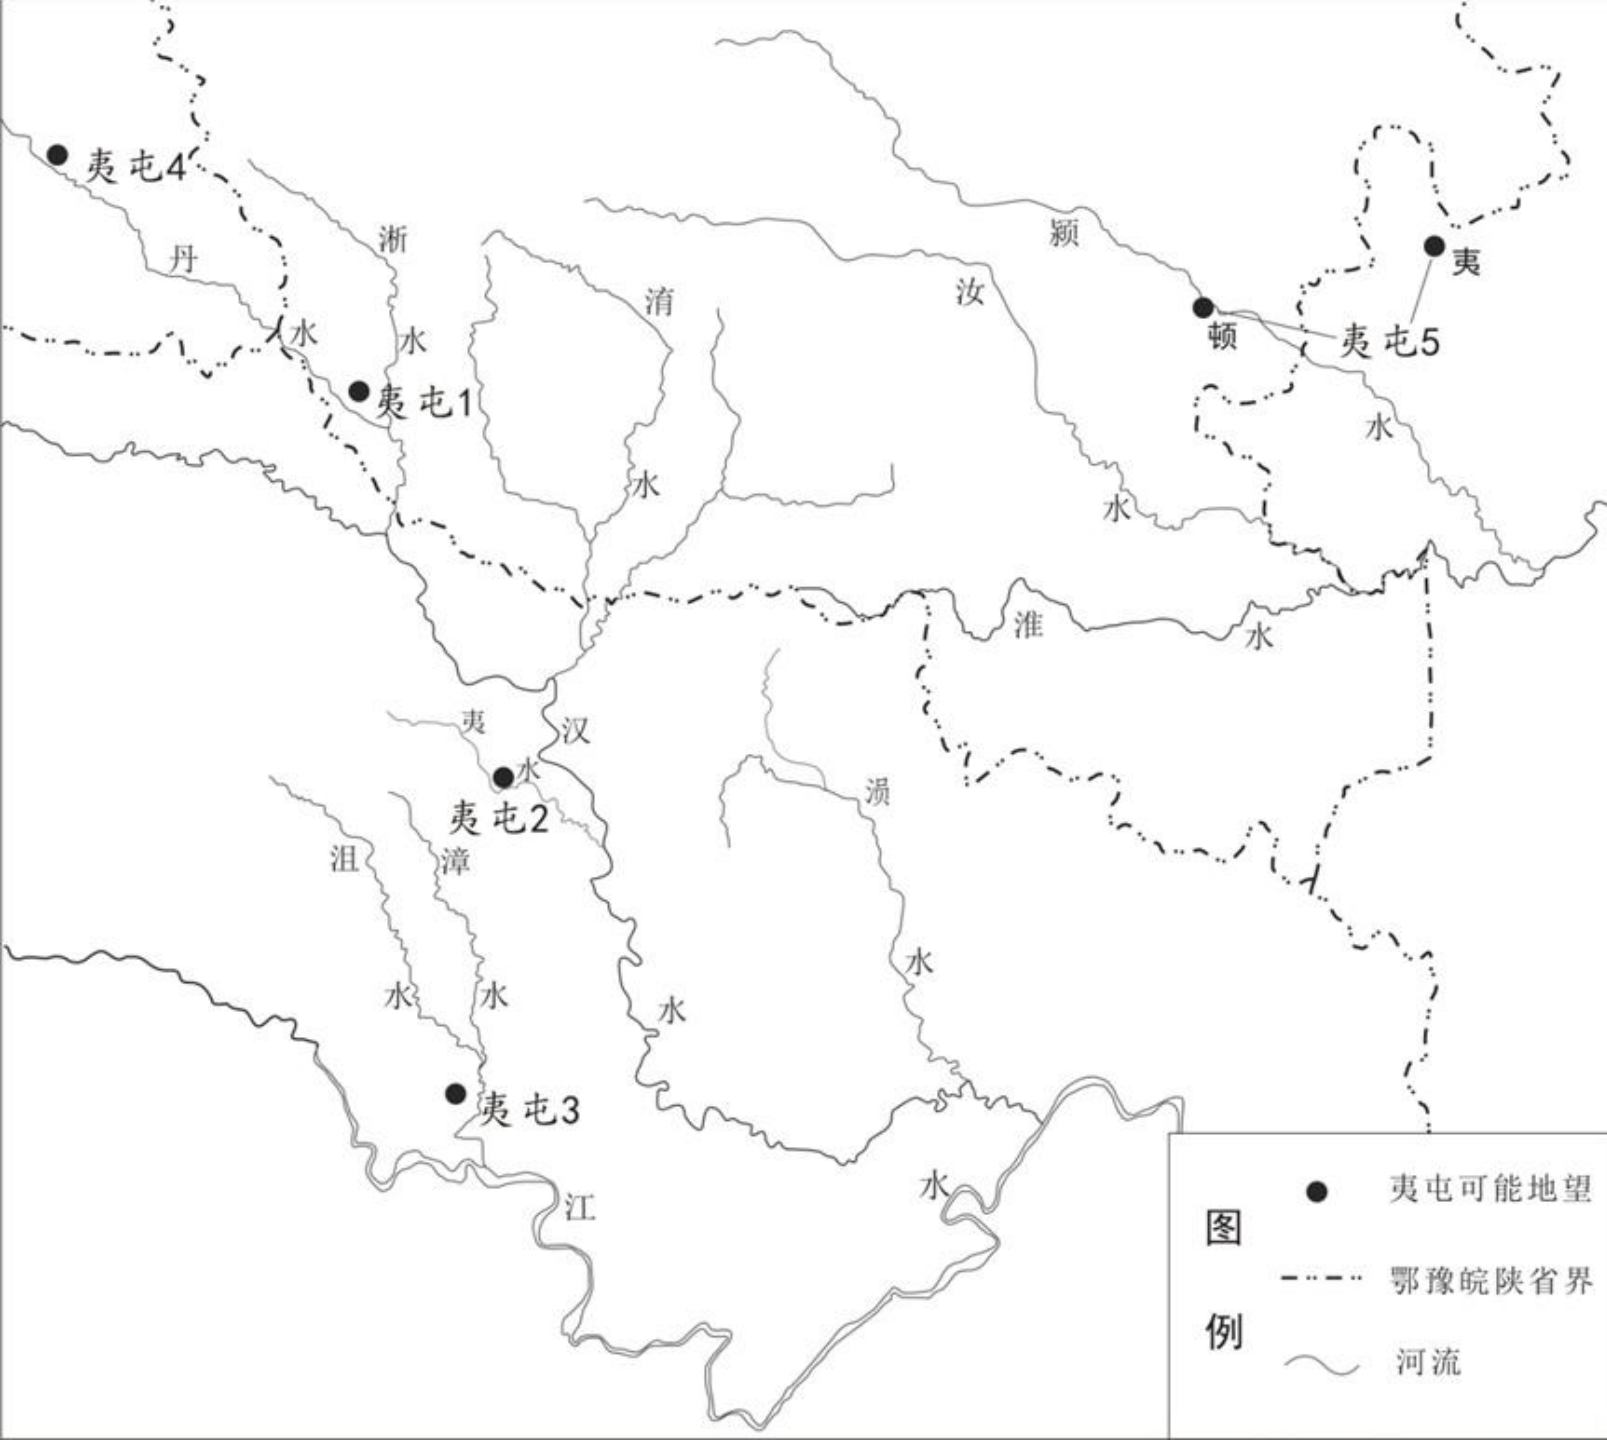 夷屯4
丹
水
淅
水
夷屯1
淯
水
汝
水
颍
水
夷
顿
夷屯5
淮
水
夷
水
夷屯2
汉
水
沮
水
漳
水
夷屯3
涢
水
江
水
图例
夷屯可能地望
鄂豫皖陕省界
河流